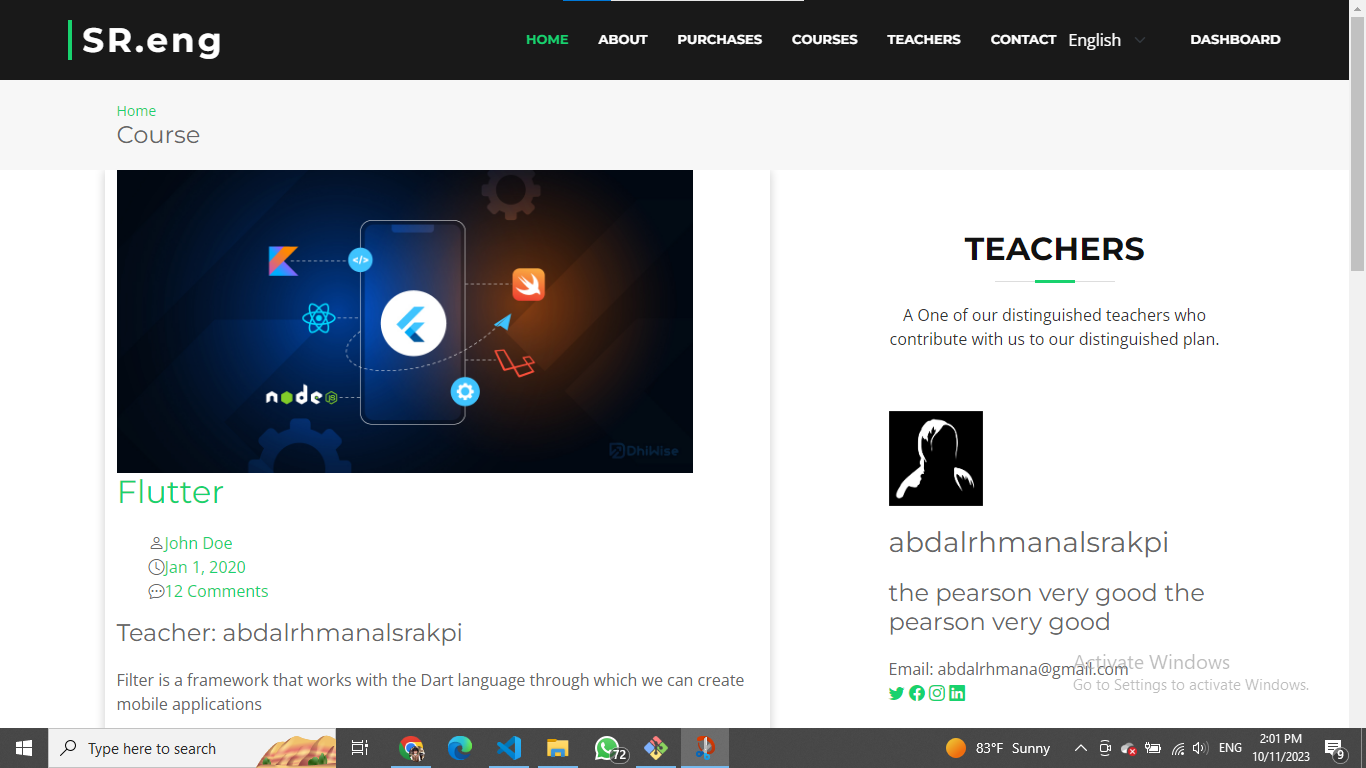 SR.eng
HOME ABOUT PURCHASES COURSES TEACHERS CONTACT English DASHBOARD
Home
Course
</>
node
JS
DhiWise
Flutter
John Doe
Jan 1, 2020
12 Comments
Teacher: abdalrhmanalsrakpi
Filter is a framework that works with the Dart language through which we can create
mobile applications
TEACHERS
A One of our distinguished teachers who
contribute with us to our distinguished plan.
abdalrhmanalsrakpi
the pearson very good the
pearson very good
Email: abdalrhmana@gmail.com
Activate Windows
Go to Settings to activate Windows.
Type here to search
72
83°F Sunny
ENG
2:01 PM
10/11/2023
9